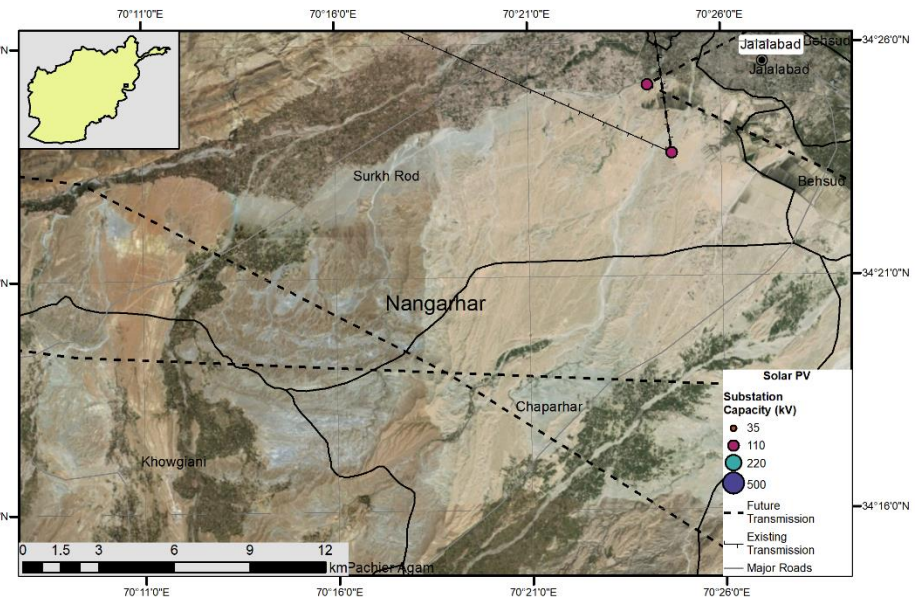 70°11'0"E 70°16'0"E 70°21'0"E 70°26'0"E
34°26'0"N
Jalalabad
Behsud
Jalalabad
Surkh Rod
Behsud
34°21'0"N
Nangarhar
Solar PV
Substation
Capacity (kV)
35
110
220
500
Future
Transmission
Existing
Transmission
Major Roads
Chaparhar
Khowgiani
34°16'0"N
0 1.5 3 6 9 12
km
Pachier Agam
70°11'0"E 70°16'0"E 70°21'0"E 70°26'0"E